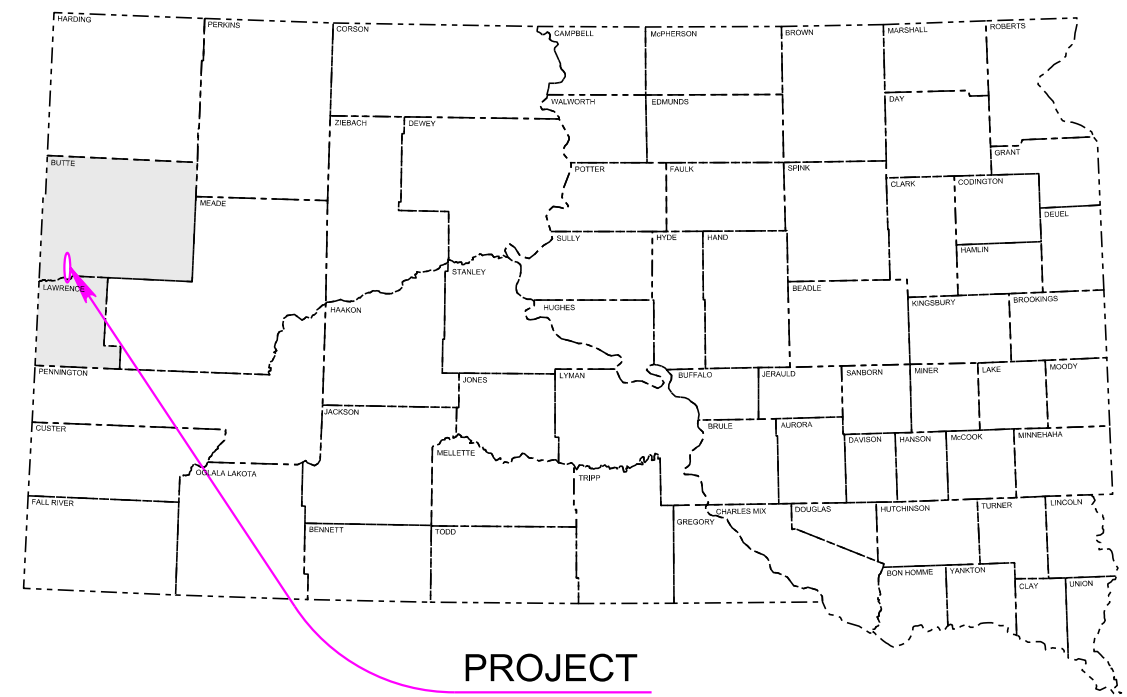 HARDING
PERKINS
CORSON
CAMPBELL
McPHERSON
BROWN
MARSHALL
ROBERTS
WALWORTH
EDMUNDS
DAY
ZIEBACH
DEWEY
GRANT
BUTTE
POTTER
FAULK
SPINK
CLARK
CODINGTON
MEADE
DEUEL
SULLY
HYDE
HAND
HAMLIN
STANLEY
LAWRENCE
BEADLE
KINGSBURY
BROOKINGS
HAAKON
HUGHES
PENNINGTON
JONES
LYMAN
BUFFALO
JERAULD
SANBORN
MINER
LAKE
MOODY
JACKSON
CUSTER
BRULE
AURORA
DAVISON
HANSON
McCOOK
MINNEHAHA
MELLETTE
OGLALA LAKOTA
TRIPP
FALL RIVER
GREGORY
CHARLES MIX
DOUGLAS
HUTCHINSON
TURNER
LINCOLN
BENNETT
TODD
BON HOMME
YANKTON
CLAY
UNION
PROJECT